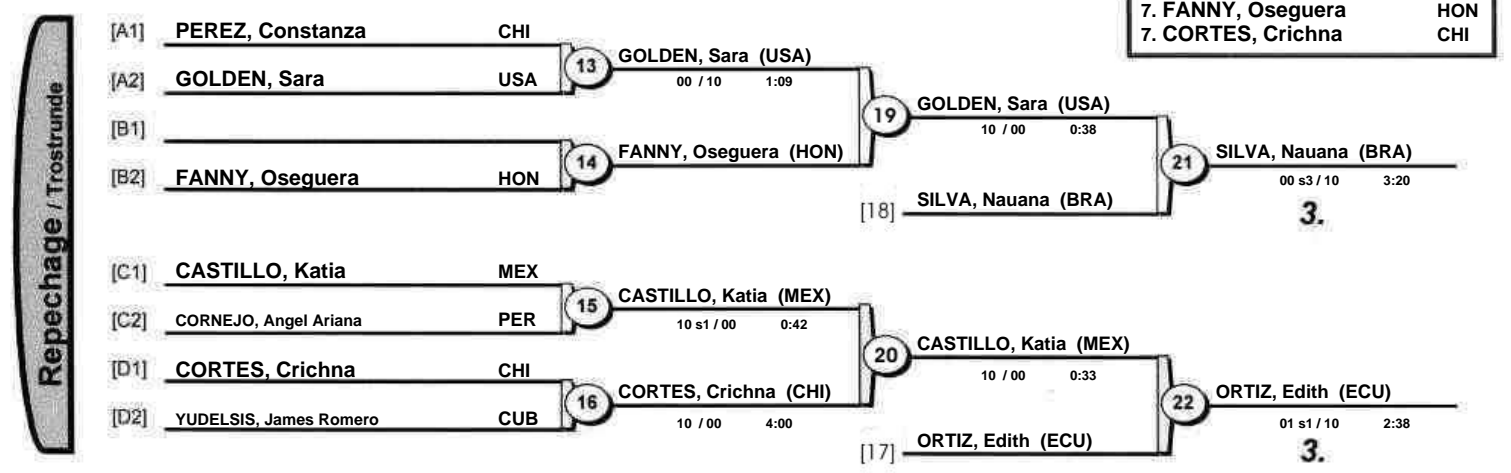 7. FANNY, Oseguera HON
7. CORTES, Crichna CHI
Repechage / Trostrunde
[A1] PEREZ, Constanza CHI
[A2] GOLDEN, Sara USA
13
GOLDEN, Sara (USA)
00 / 10 1:09
[B1]
[B2] FANNY, Oseguera HON
14
FANNY, Oseguera (HON)
19
GOLDEN, Sara (USA)
10 / 00 0:38
[18] SILVA, Nauana (BRA)
21
SILVA, Nauana (BRA)
00 s3 / 10 3:20
3.
[C1] CASTILLO, Katia MEX
[C2] CORNEJO, Angel Ariana PER
15
CASTILLO, Katia (MEX)
10 s1 / 00 0:42
[D1] CORTES, Crichna CHI
[D2] YUDELSIS, James Romero CUB
16
CORTES, Crichna (CHI)
10 / 00 4:00
20
CASTILLO, Katia (MEX)
10 / 00 0:33
[17] ORTIZ, Edith (ECU)
22
ORTIZ, Edith (ECU)
01 s1 / 10 2:38
3.